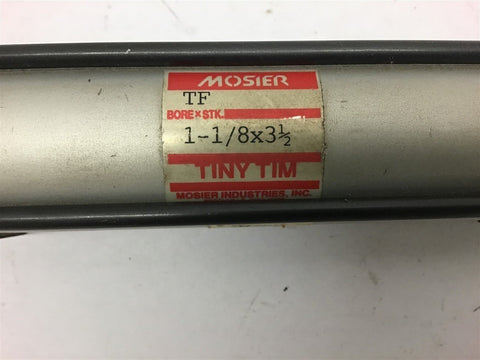 MOSIER
TF
BORE × STK.
1-1/8x3½
TINY TIM
MOSIER INDUSTRIES, INC.